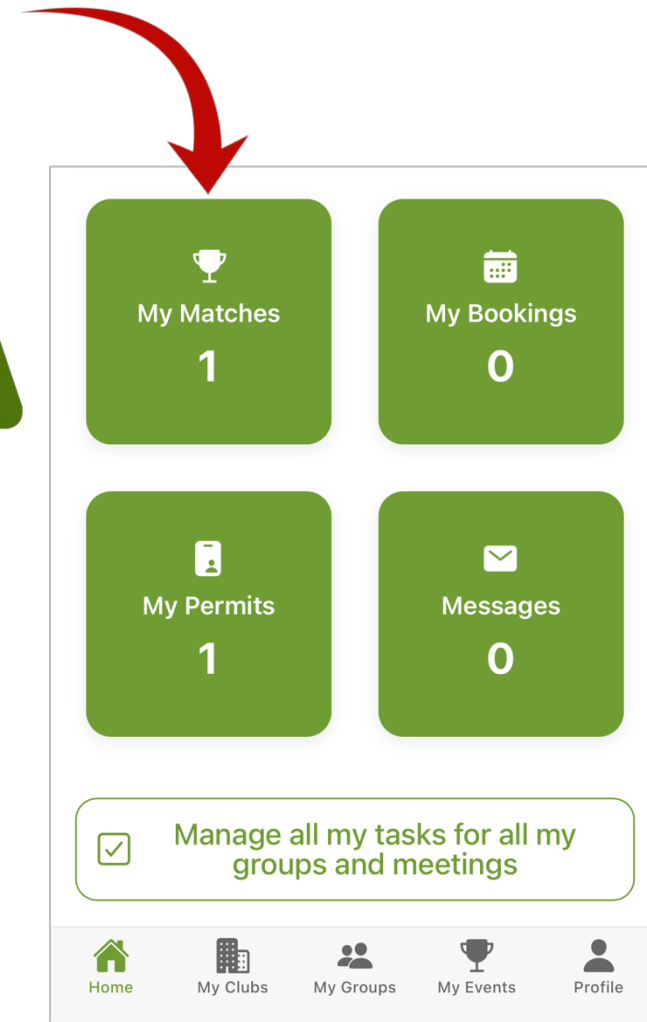 My Matches
1
My Bookings
0
My Permits
1
Messages
0
Manage all my tasks for all my
groups and meetings
Home
My Clubs
My Groups
My Events
Profile